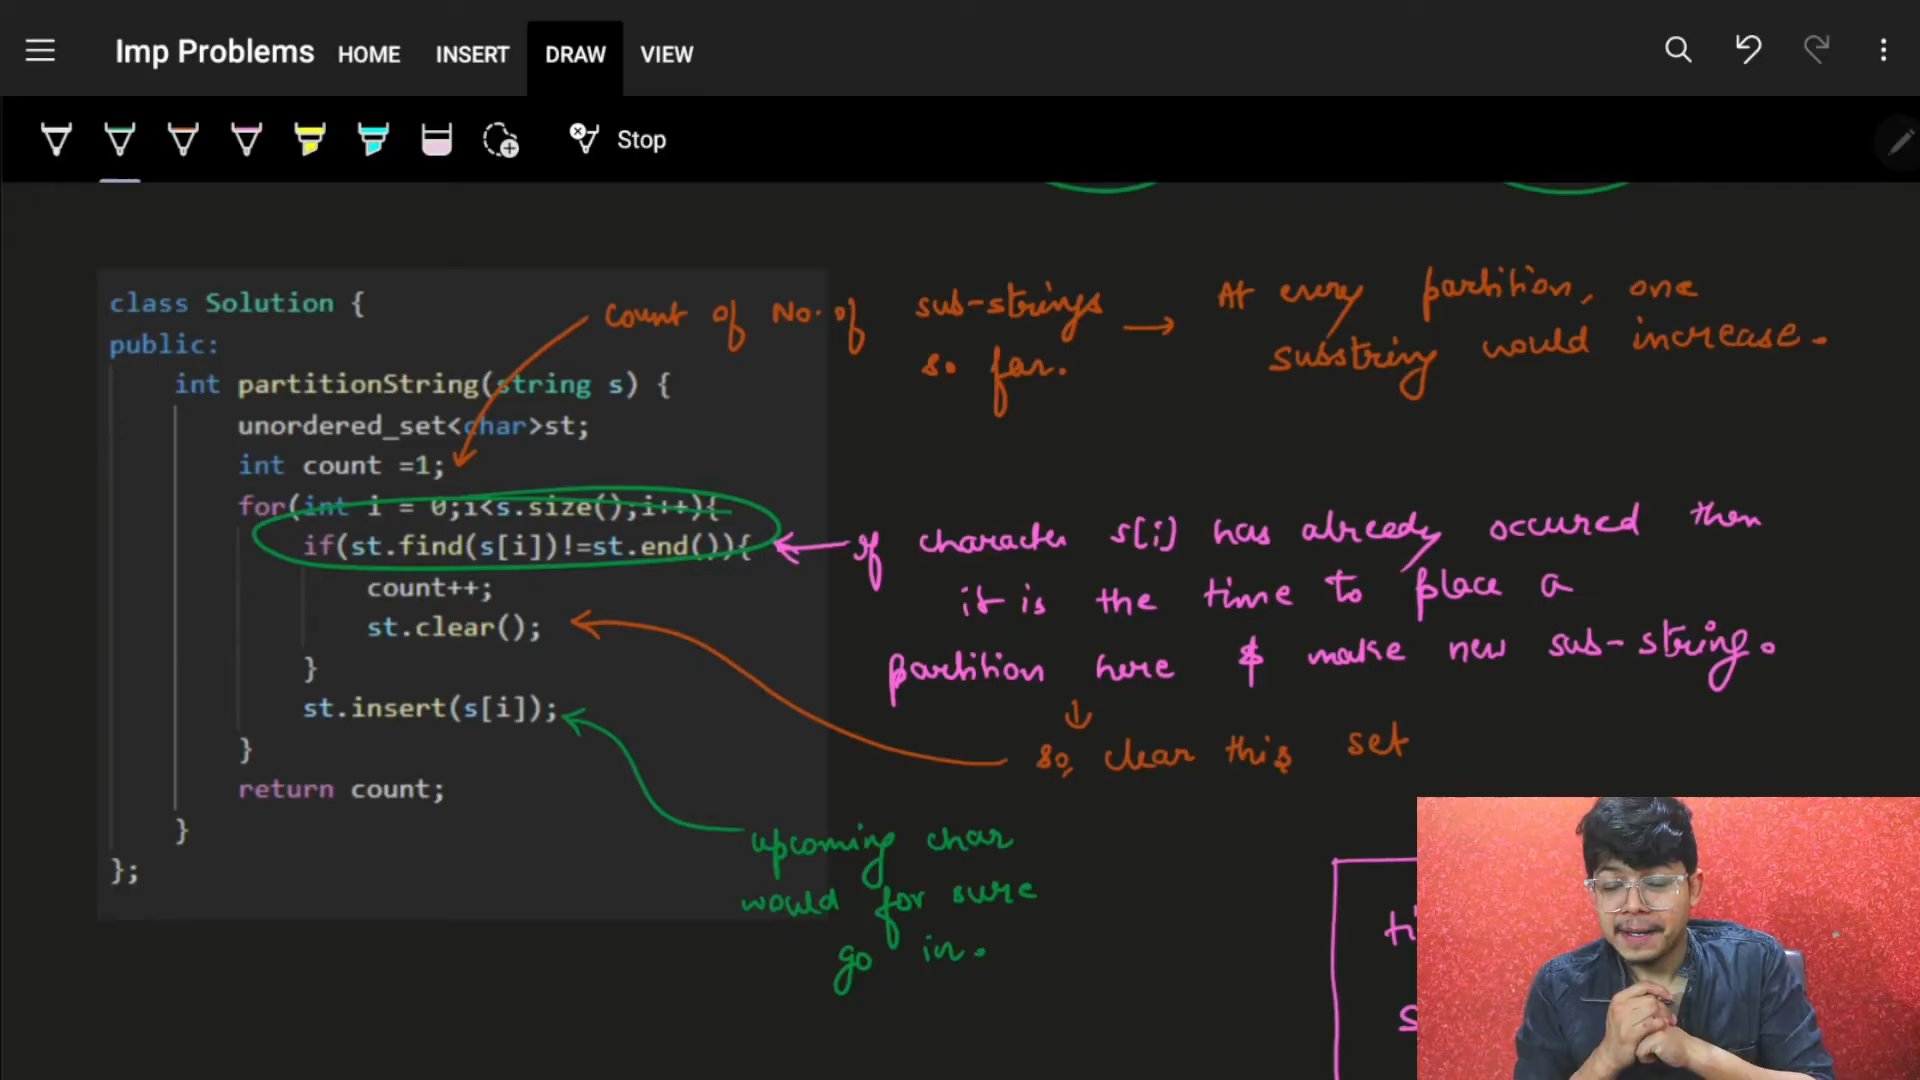 Imp Problems HOME INSERT DRAW VIEW
Stop
class Solution {
public:
int partitionString(string s) {
unordered_set<char>st;
int count =1;
for(int i = 0;i<s.size();i++){
if(st.find(s[i])!=st.end()){
count++;
st.clear();
}
st.insert(s[i]);
}
return count;
}
};
Count of No. of sub-strings
so far.
At every partition, one
substring would increase.
If character s[i] has already occured then
it is the time to place a
partition here & make new sub-string.
so, clear this set
upcoming char
would for sure
go in.